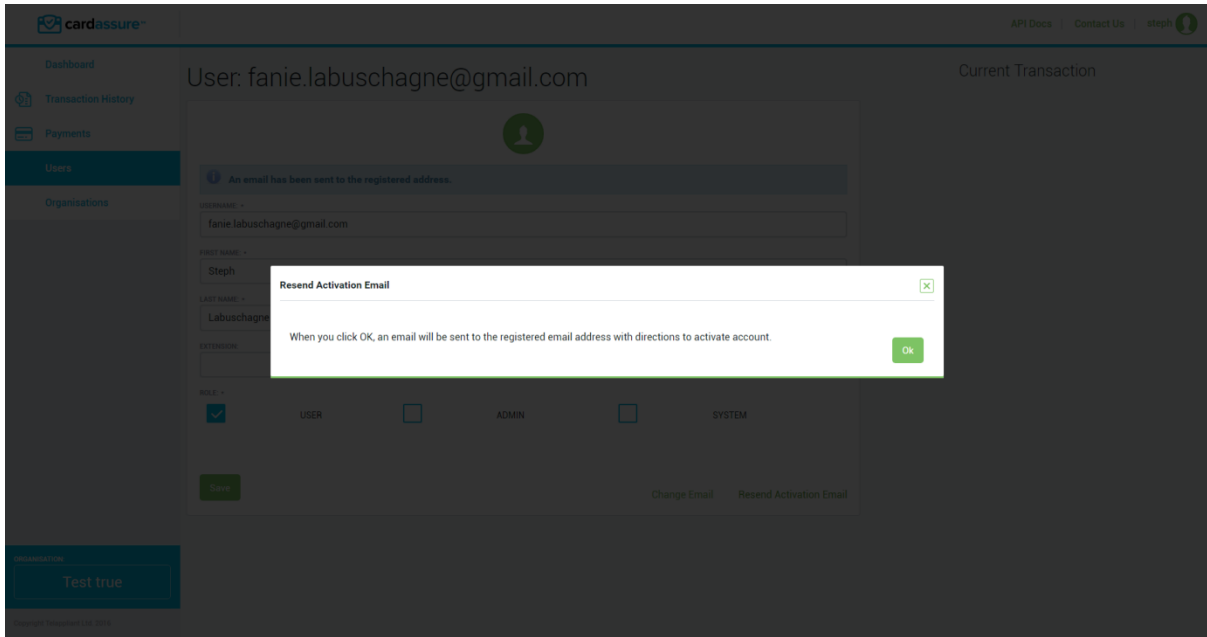 cardassure™
API Docs | Contact Us | steph
Dashboard
Transaction History
Payments
Users
Organisations
User: fanie.labuschagne@gmail.com
Current Transaction
An email has been sent to the registered address.
USERNAME: *
fanie.labuschagne@gmail.com
FIRST NAME: *
Steph
LAST NAME: *
Labuschagne
EXTENSION:
Resend Activation Email
When you click OK, an email will be sent to the registered email address with directions to activate account.
Ok
ROLE: *
USER
ADMIN
SYSTEM
Save
Change Email
Resend Activation Email
ORGANISATION:
Test true
Copyright